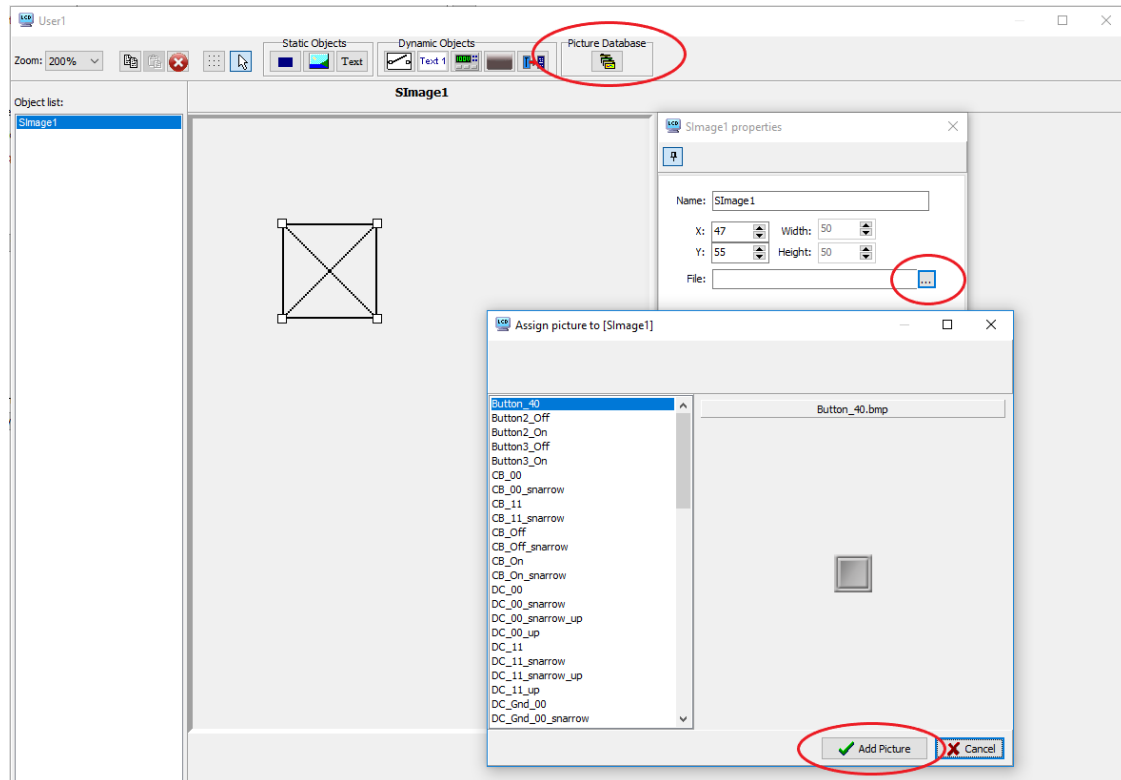 LCD User1
Static Objects Dynamic Objects Picture Database
Zoom: 200% Text Text 1
Object list: SImage1
SImage1
LCD SImage1 properties
Name: SImage1
X: 47 Width: 50
Y: 55 Height: 50
File: ...
LCD Assign picture to [SImage1]
Button_40
Button2_Off
Button2_On
Button3_Off
Button3_On
CB_00
CB_00_snarrow
CB_11
CB_11_snarrow
CB_Off
CB_Off_snarrow
CB_On
CB_On_snarrow
DC_00
DC_00_snarrow
DC_00_snarrow_up
DC_00_up
DC_11
DC_11_snarrow
DC_11_snarrow_up
DC_11_up
DC_Gnd_00
DC_Gnd_00_snarrow
Button_40.bmp
Add Picture Cancel